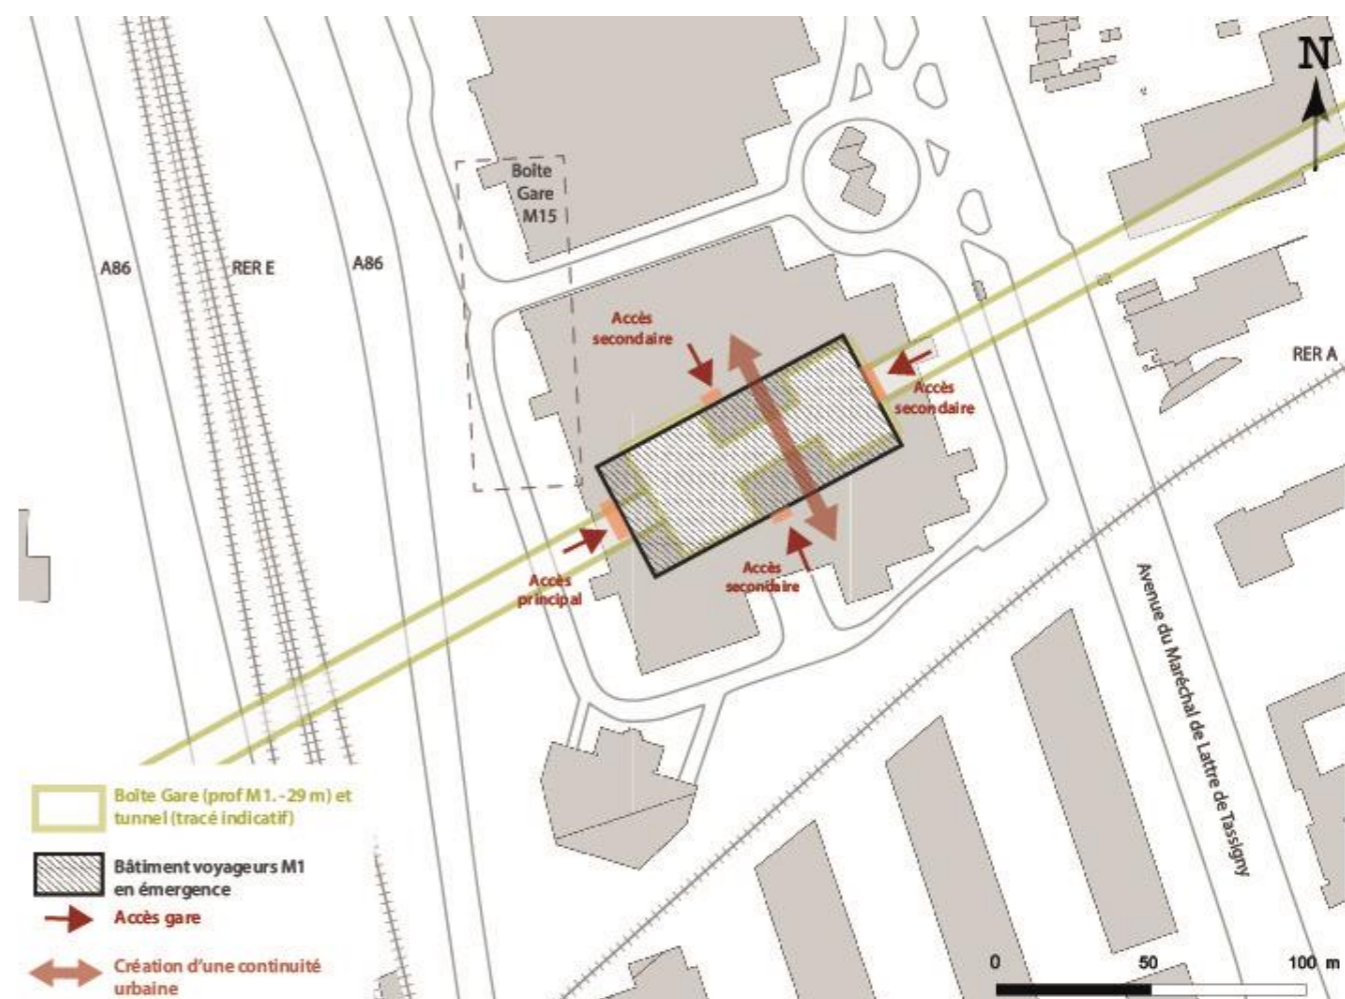 N
Boîte
Gare
M15
A86
RER E
A86
Accès
secondaire
RER A
Accès
secondaire
Accès
principal
Accès
secondaire
Avenue du Maréchal de Lattre de Tassigny
Boîte Gare (prof M1. -29 m) et
tunnel (tracé indicatif)
Bâtiment voyageurs M1
en émergence
Accès gare
Création d'une continuité
urbaine
0 50 100 m